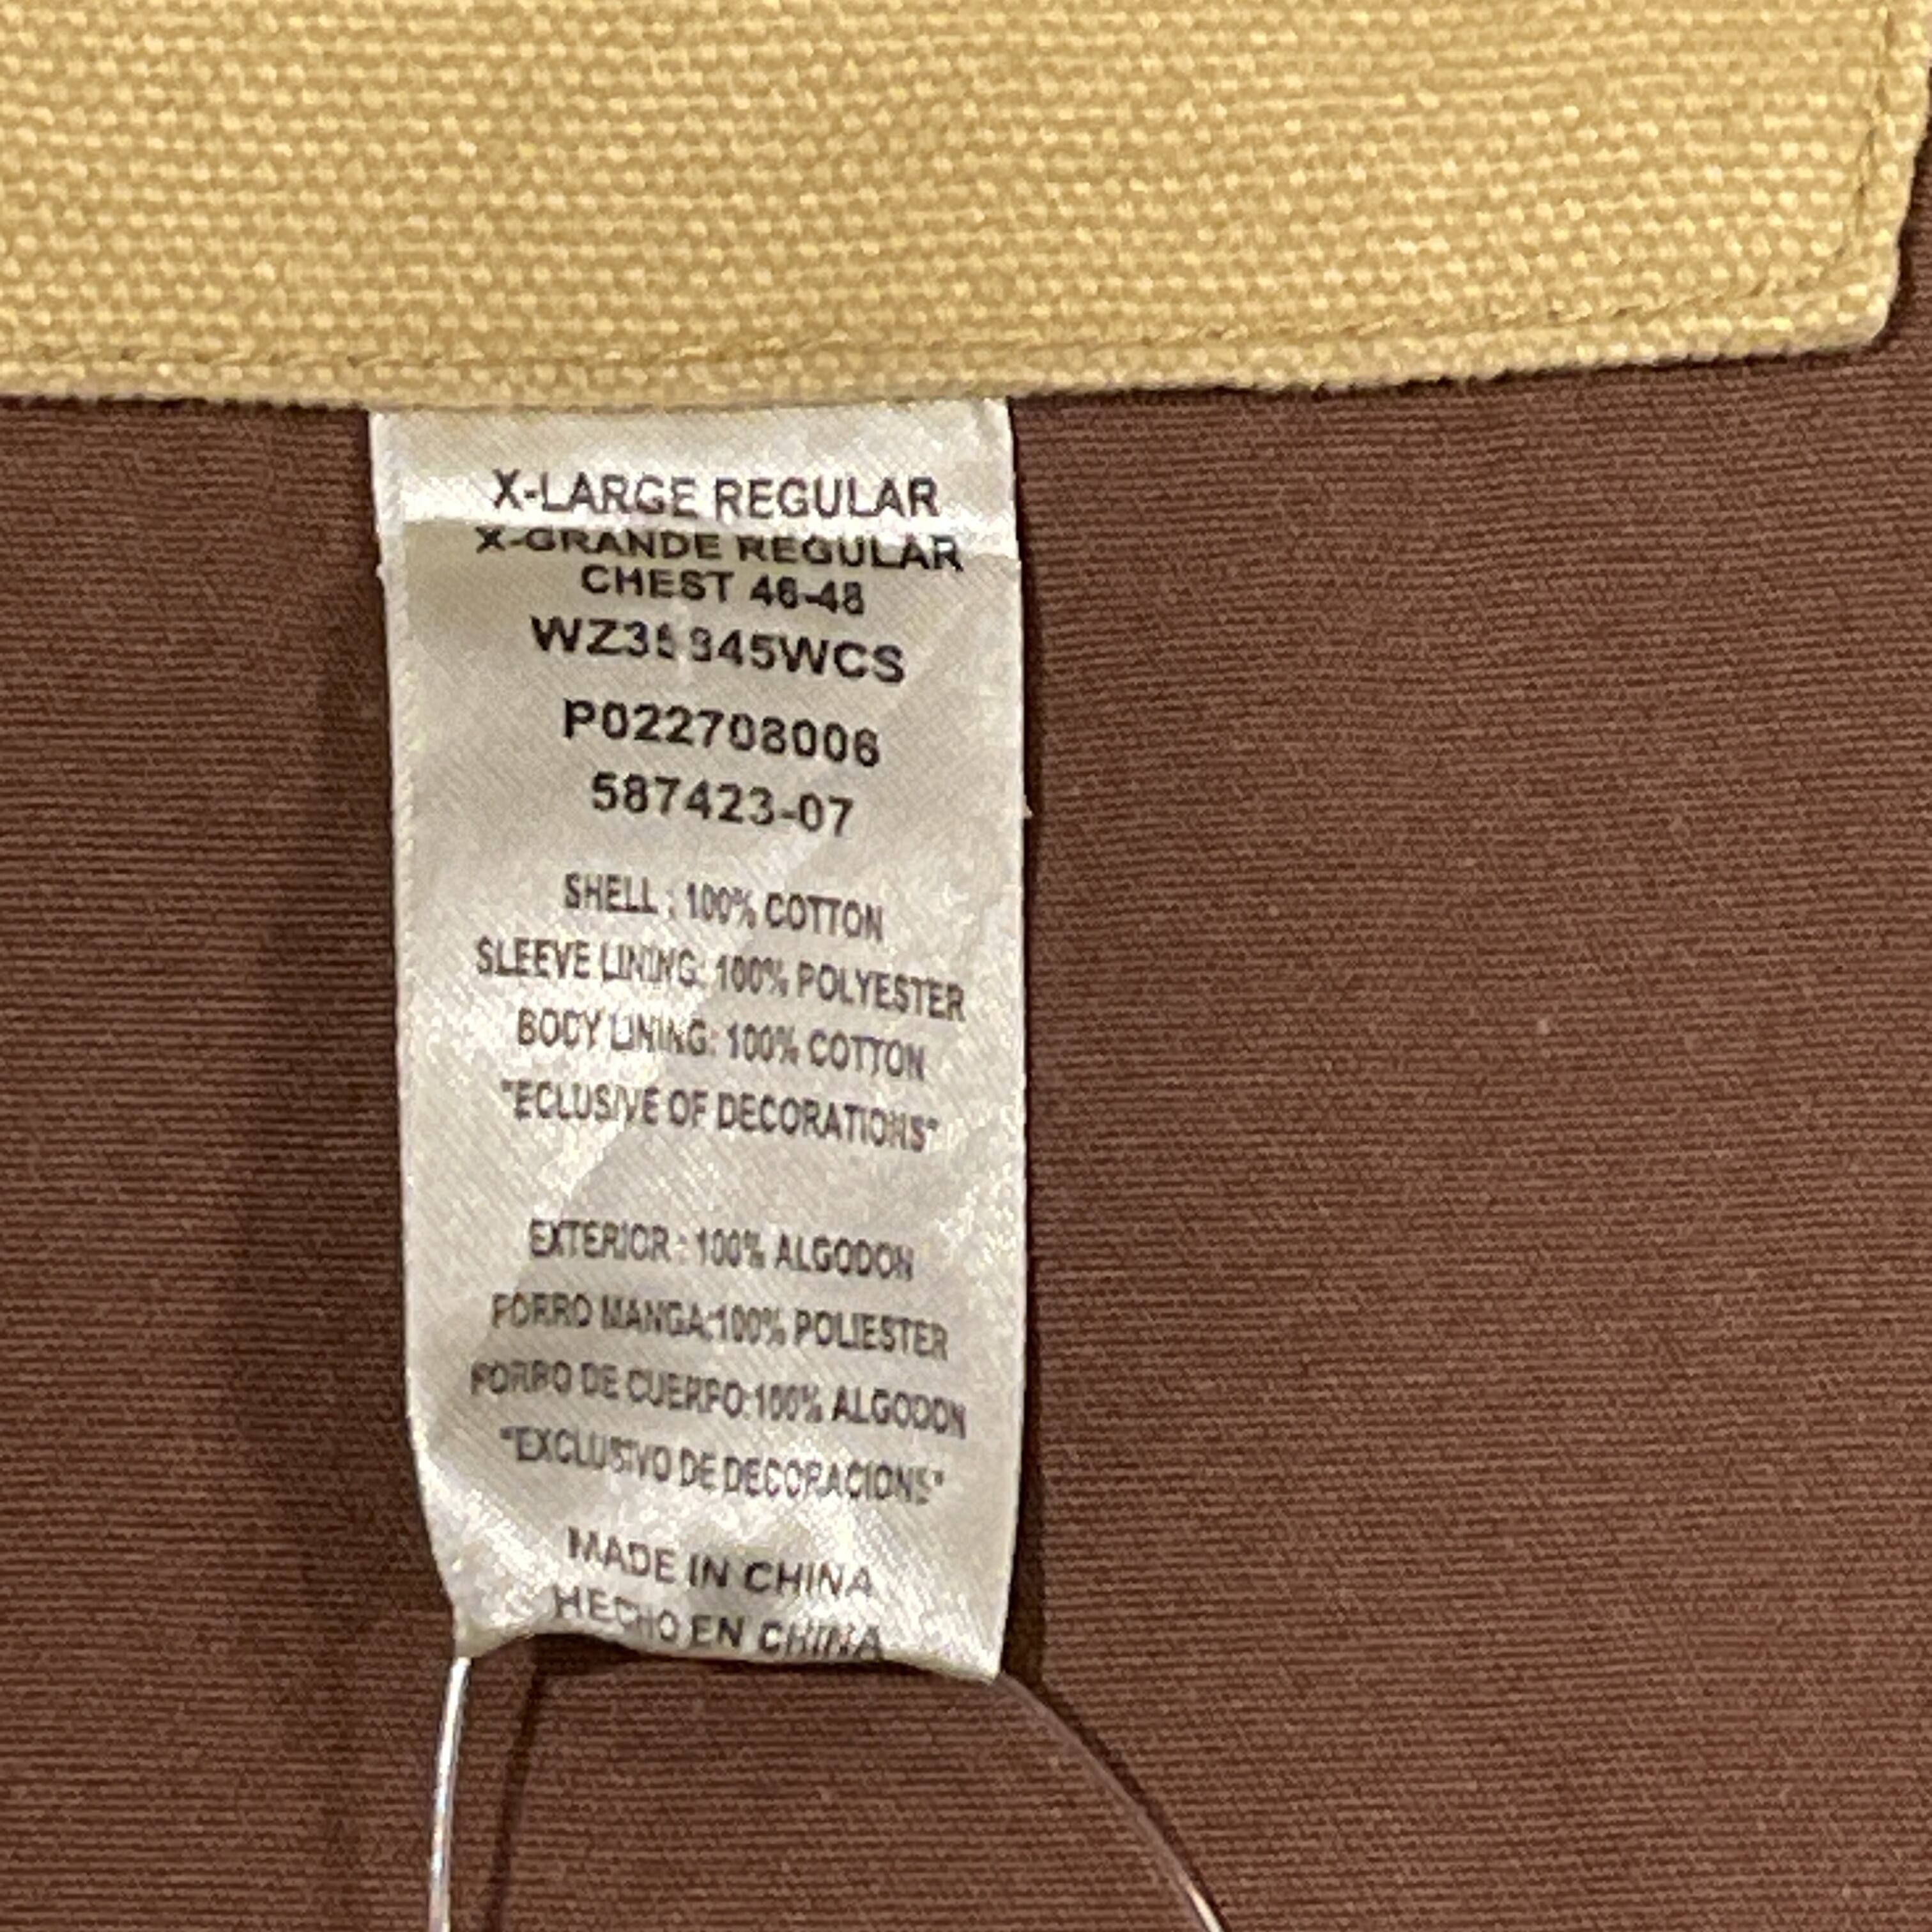 X-LARGE REGULAR
X-GRANDE REGULAR
CHEST 46-48
P022708006
587423-07
SHELL : 100% COTTON
SLEEVE LINING: 100% POLYESTER
BODY LINING: 100% COTTON
"ECLUSIVE OF DECORATIONS"
EXTERIOR : 100% ALGODON
FORRO MANGA:100% POLIESTER
FORRO DE CUERPO:100% ALGODON
"EXCLUSIVO DE DECORACIONS"
MADE IN CHINA
HECHO EN CHINA